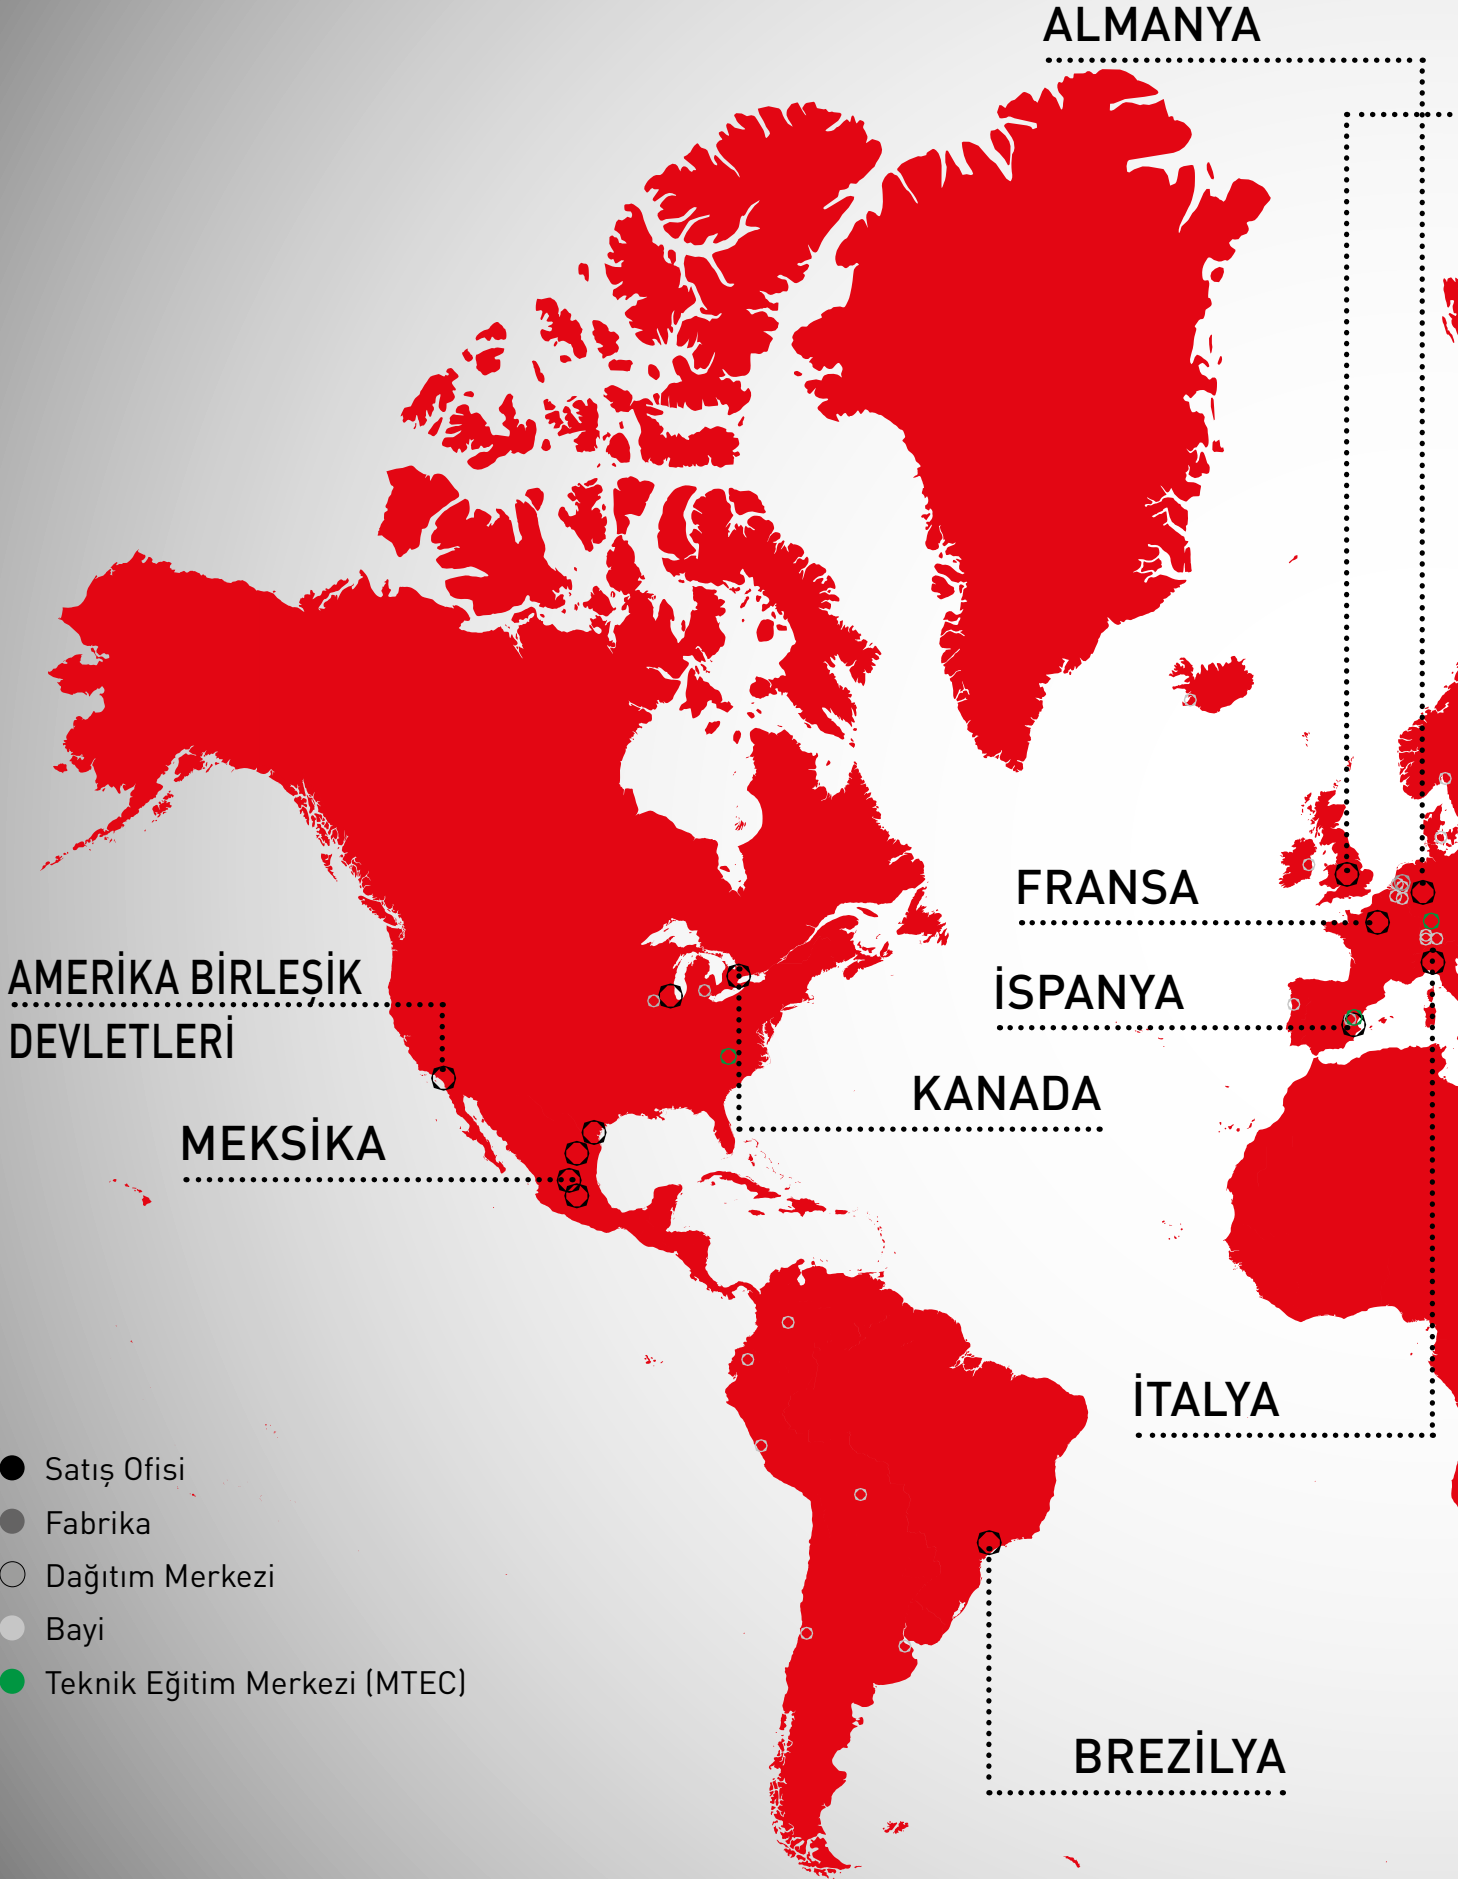 ALMANYA
FRANSA
AMERİKA BİRLEŞİK
DEVLETLERİ
İSPANYA
KANADA
MEKSİKA
İTALYA
Satış Ofisi
Fabrika
Dağıtım Merkezi
Bayi
Teknik Eğitim Merkezi (MTEC)
BREZİLYA